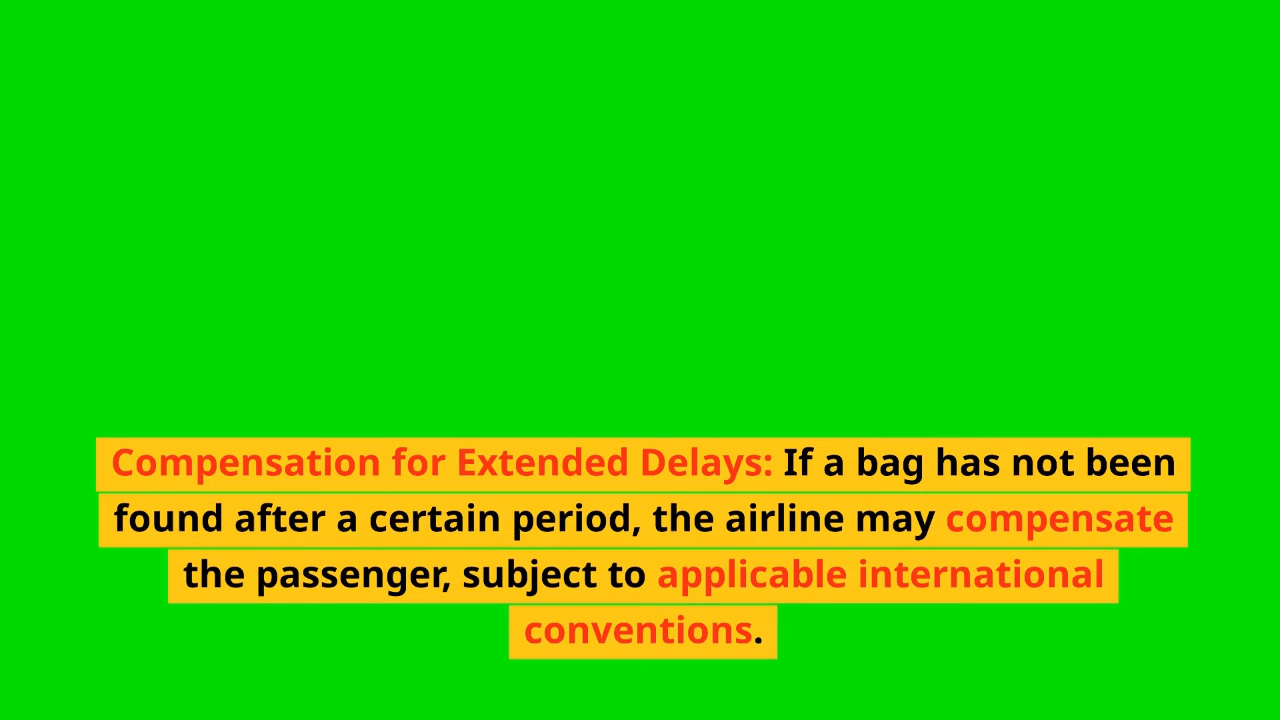 Compensation for Extended Delays: If a bag has not been
found after a certain period, the airline may compensate
the passenger, subject to applicable international
conventions.